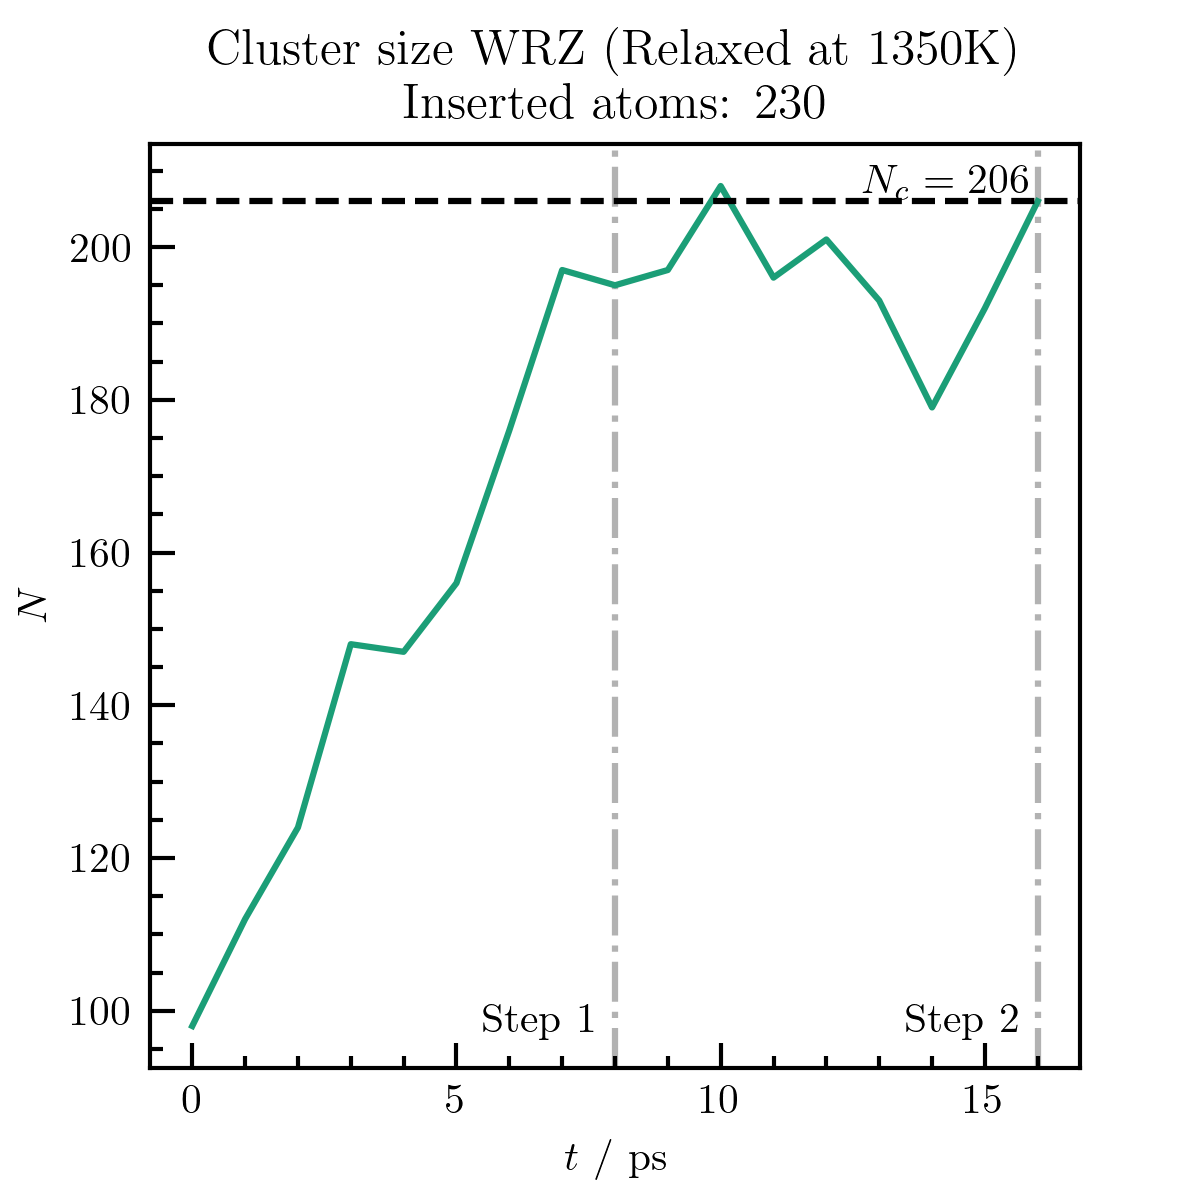 Cluster size WRZ (Relaxed at 1350K)
Inserted atoms: 230
N_c = 206
200
180
160
140
120
100
N
Step 1
Step 2
0 5 10 15
t / ps